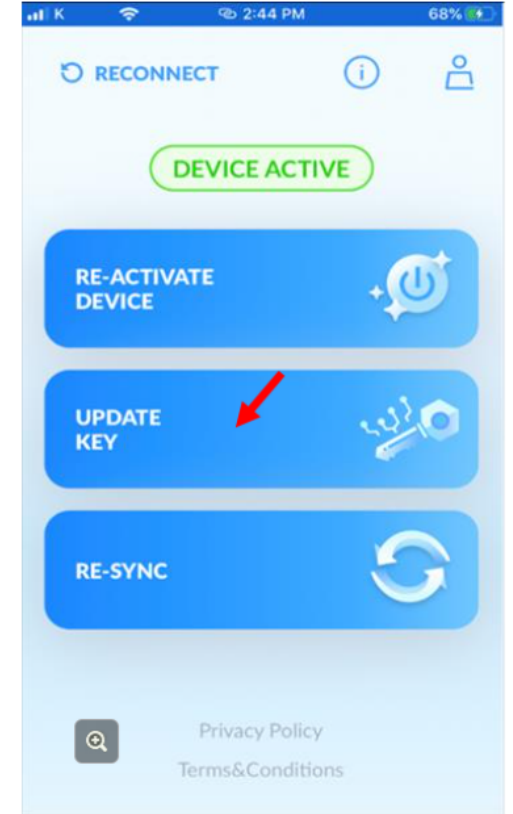 K 2:44 PM 68%
RECONNECT
DEVICE ACTIVE
RE-ACTIVATE
DEVICE
UPDATE
KEY
RE-SYNC
Privacy Policy
Terms&Conditions